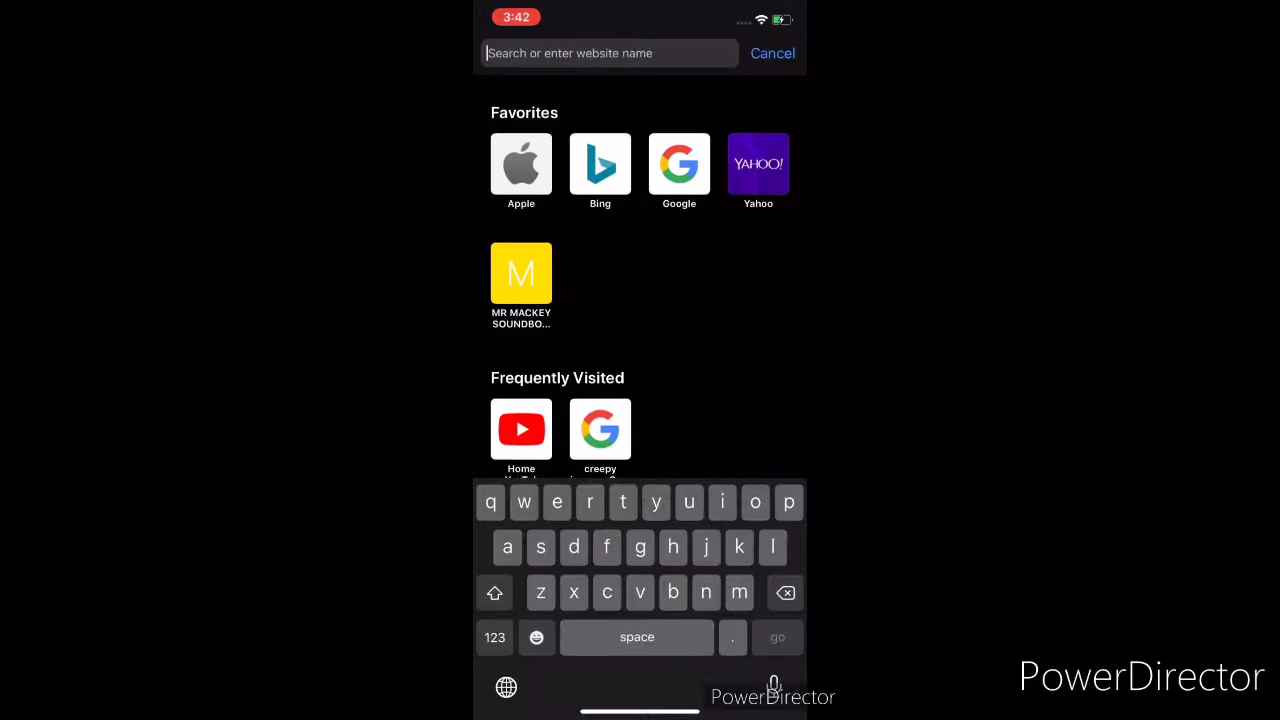 3:42
Search or enter website name
Cancel
Favorites
YAHOO!
Apple
Bing
Google
Yahoo
M
MR MACKEY
SOUNDBO...
Frequently Visited
Home
creepy
q w e r t y u i o p
a s d f g h j k l
z x c v b n m
123
space
.
go
PowerDirector
PowerDirector